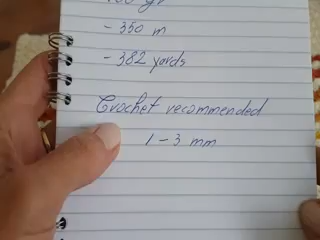 - 350 m
- 382 yards
Crochet recommended
1 - 3 mm